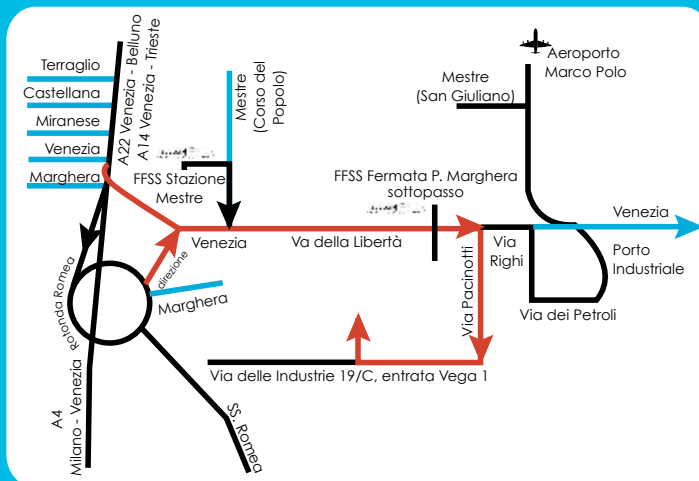 Terraglio
Castellana
Miranese
Venezia
Marghera
A22 Venezia - Belluno
A14 Venezia - Trieste
Mestre
(Corso del
Popolo)
FFSS Stazione
Mestre
Aeroporto
Marco Polo
Mestre
(San Giuliano)
FFSS Fermata P. Marghera
sottopasso
Venezia
Va della Libertà
Via
Righi
Venezia
Porto
Industriale
Via dei Petroli
Via Pacinotti
direzione
Marghera
Rotonda Romea
Via delle Industrie 19/C, entrata Vega 1
A4
Milano - Venezia
SS. Romea